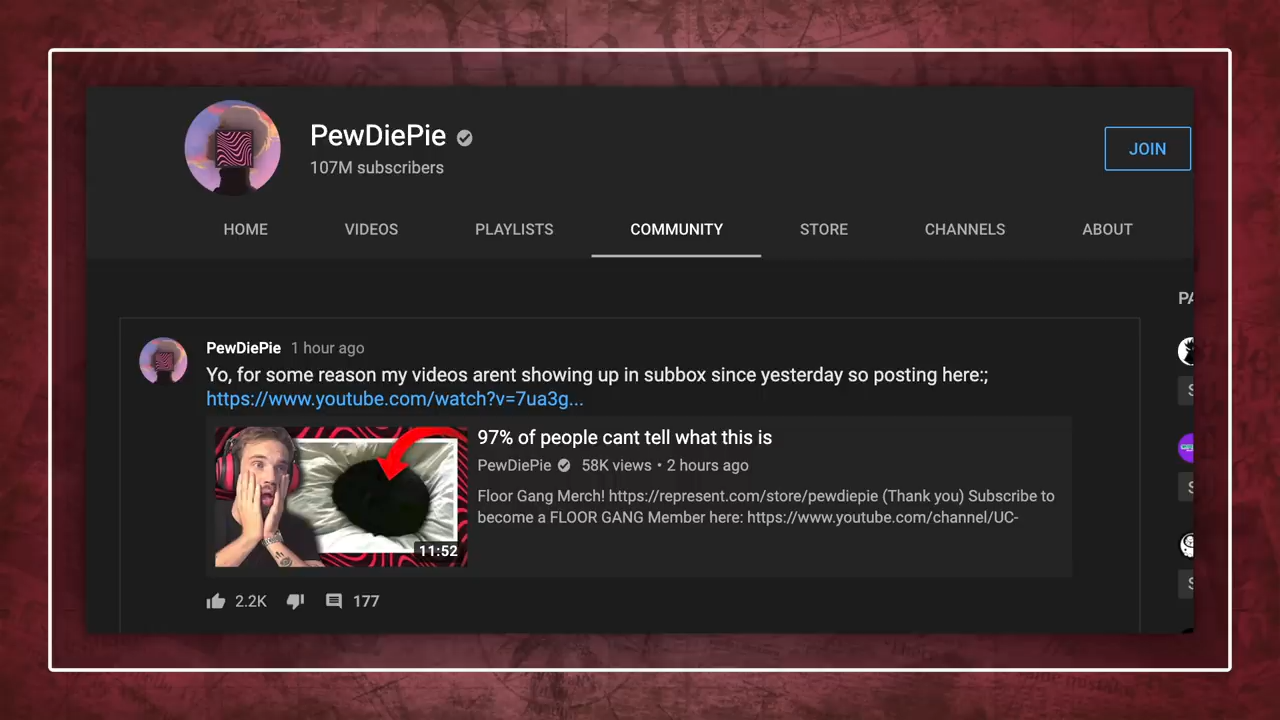 PewDiePie
107M subscribers
JOIN
HOME VIDEOS PLAYLISTS COMMUNITY STORE CHANNELS ABOUT
PewDiePie 1 hour ago
Yo, for some reason my videos arent showing up in subbox since yesterday so posting here:;
https://www.youtube.com/watch?v=7ua3g...
97% of people cant tell what this is
PewDiePie 58K views • 2 hours ago
Floor Gang Merch! https://represent.com/store/pewdiepie (Thank you) Subscribe to
become a FLOOR GANG Member here: https://www.youtube.com/channel/UC-
11:52
2.2K 177